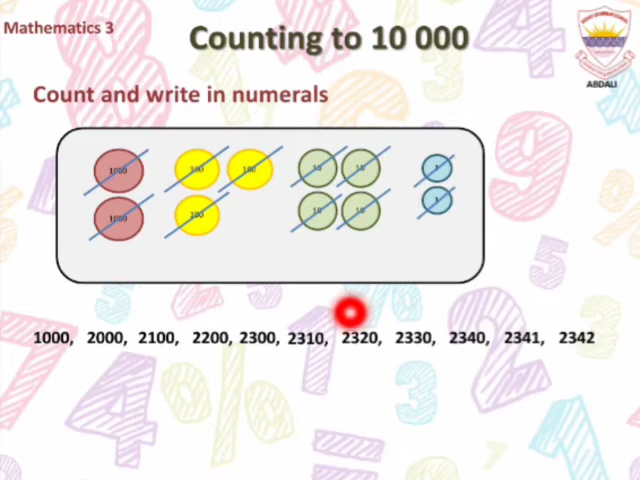 Mathematics 3
Counting to 10 000
ABDALI
Count and write in numerals
1000 100 100 10 10 1
1000 100 10 10 1
1000, 2000, 2100, 2200, 2300, 2310, 2320, 2330, 2340, 2341, 2342